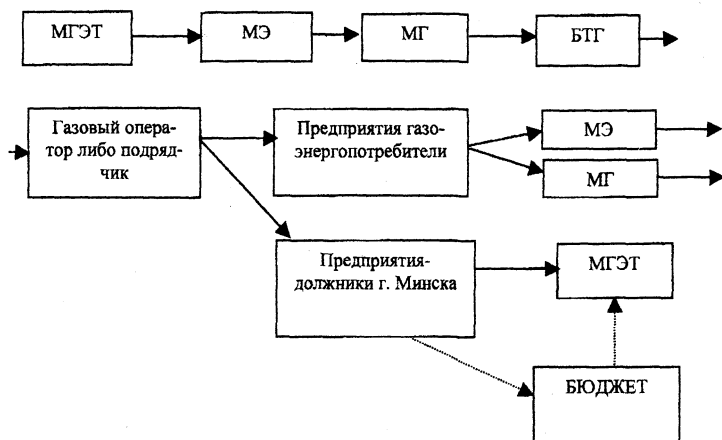 МГЭТ
МЭ
МГ
БТГ
Газовый опера-
тор либо подряд-
чик
Предприятия газо-
энергопотребители
МЭ
МГ
Предприятия-
должники г. Минска
МГЭТ
БЮДЖЕТ